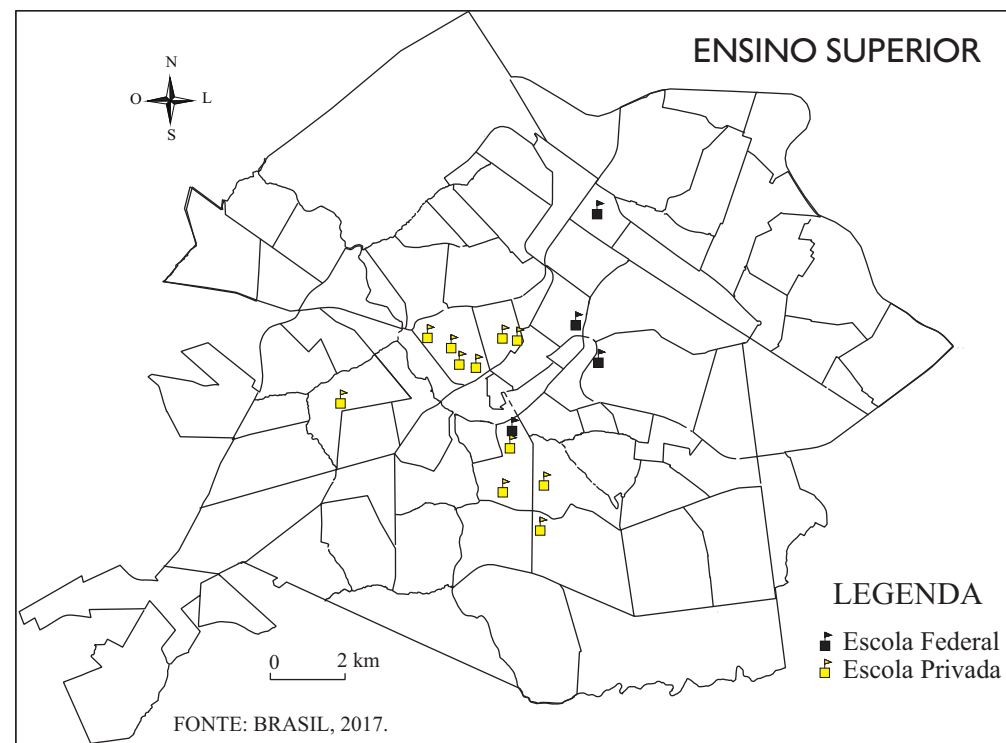 ENSINO SUPERIOR
N
O L
S
LEGENDA
Escola Federal
Escola Privada
0 2 km
FONTE: BRASIL, 2017.